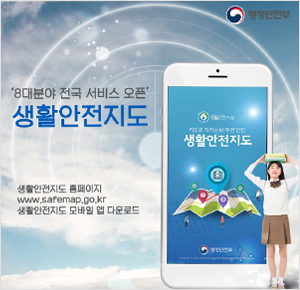 행정안전부
'8대분야 전국 서비스 오픈'
생활안전지도
생활안전지도
행정안전부
생활안전지도 홈페이지
www.safemap.go.kr
생활안전지도 모바일 앱 다운로드